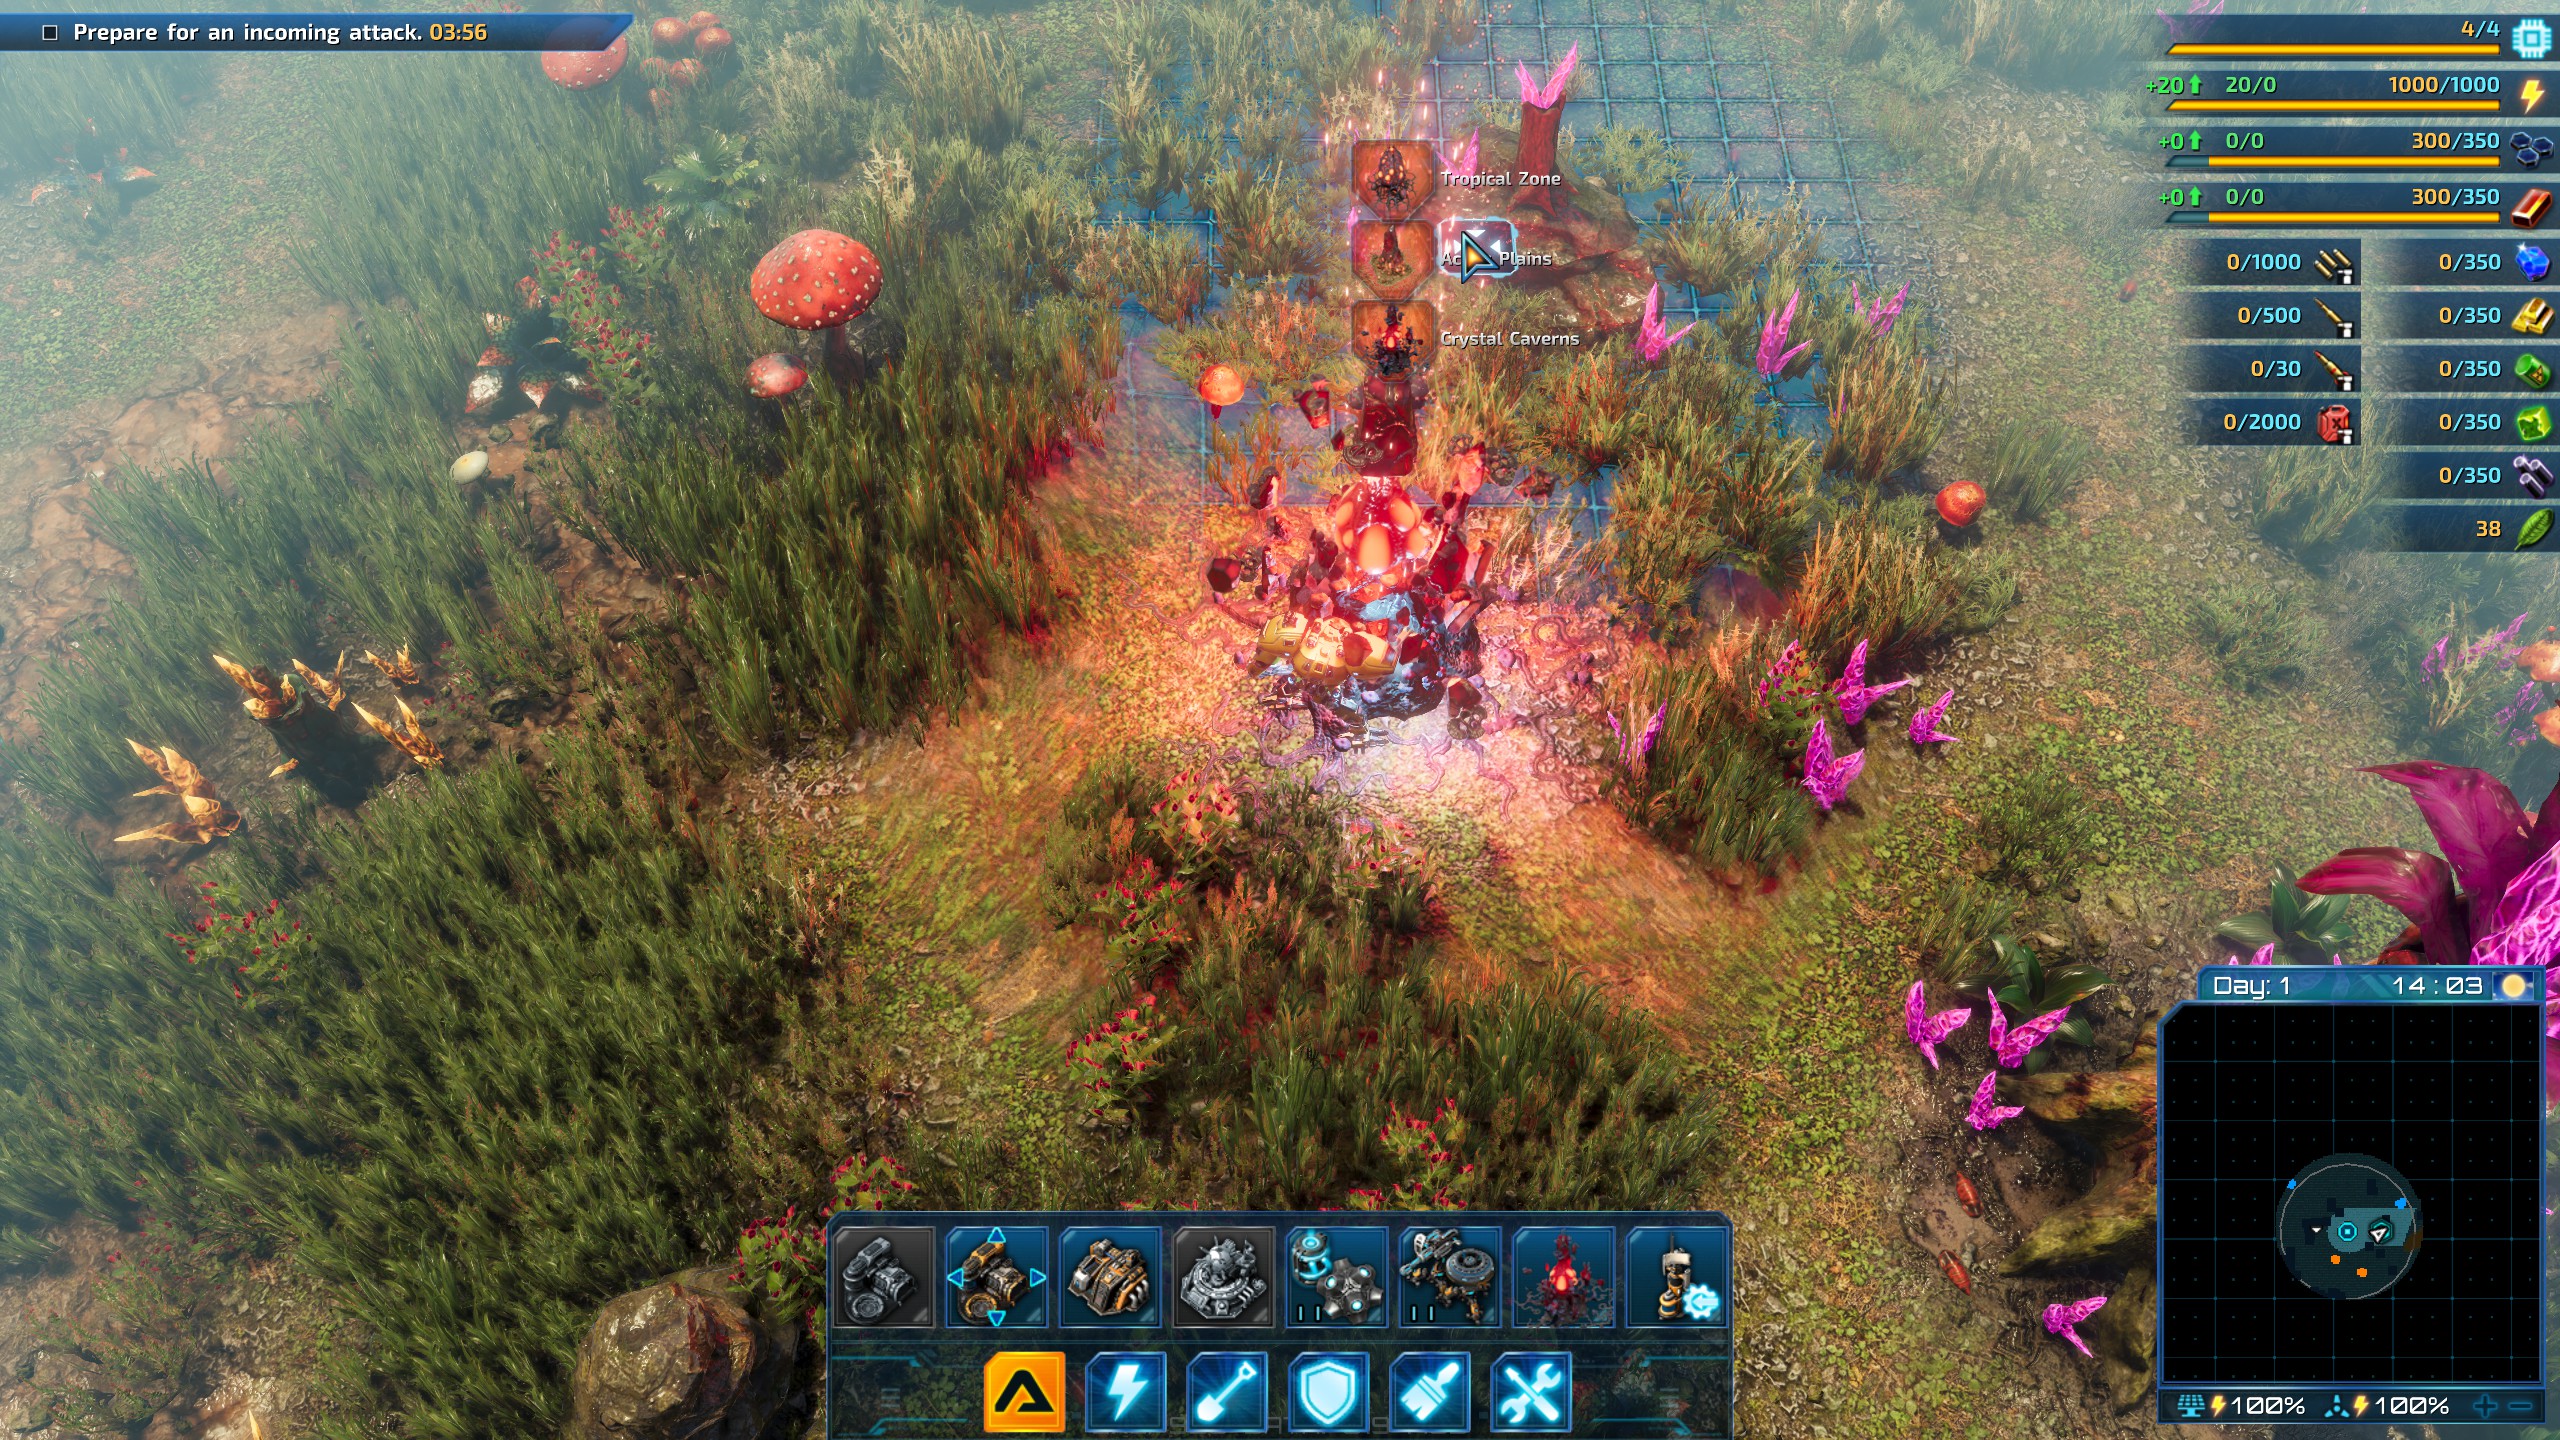 Prepare for an incoming attack. 03:56
4/4
+20 20/0 1000/1000
+0 0/0 300/350
+0 0/0 300/350
0/1000 0/350
0/500 0/350
0/30 0/350
0/2000 0/350
0/350
38
Tropical Zone
Plains
Crystal Caverns
Day: 1 14:03
100% 100%